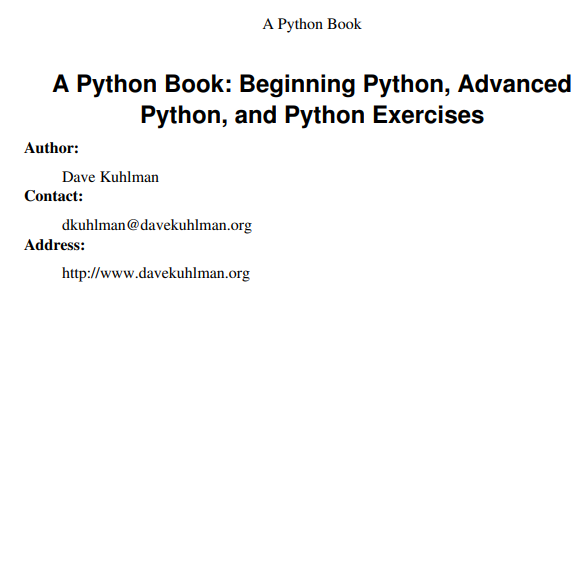 A Python Book
A Python Book: Beginning Python, Advanced
Python, and Python Exercises
Author:
Dave Kuhlman
Contact:
dkuhlman@davekuhlman.org
Address:
http://www.davekuhlman.org